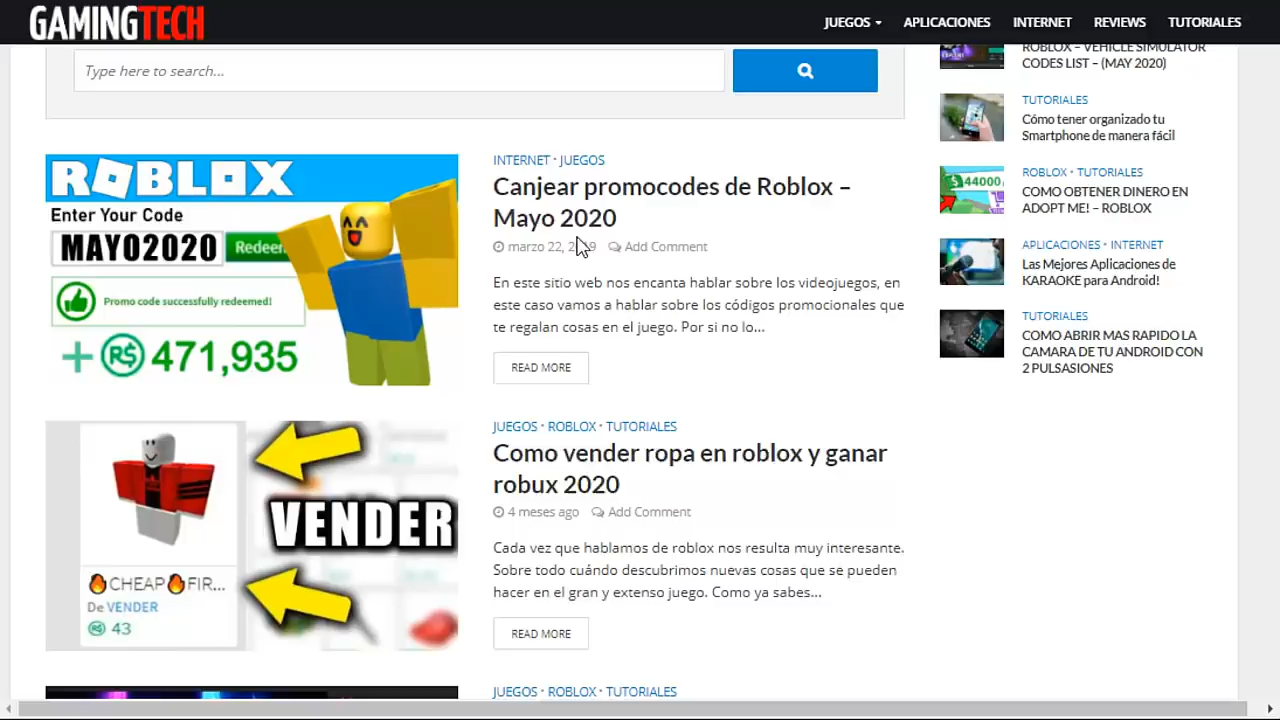 GAMINGTECH
JUEGOS
APLICACIONES
INTERNET
REVIEWS
TUTORIALES
Type here to search...
ROBLOX
Enter Your Code
MAYO2020
Redeem
Promo code successfully redeemed!
+ R$ 471,935
INTERNET • JUEGOS
Canjear promocodes de Roblox –
Mayo 2020
marzo 22, 2019 Add Comment
En este sitio web nos encanta hablar sobre los videojuegos, en
este caso vamos a hablar sobre los códigos promocionales que
te regalan cosas en el juego. Por si no lo...
READ MORE
🔥CHEAP🔥FIR...
De VENDER
43
VENDER
JUEGOS • ROBLOX • TUTORIALES
Como vender ropa en roblox y ganar
robux 2020
4 meses ago Add Comment
Cada vez que hablamos de roblox nos resulta muy interesante.
Sobre todo cuándo descubrimos nuevas cosas que se pueden
hacer en el gran y extenso juego. Como ya sabes...
READ MORE
JUEGOS • ROBLOX • TUTORIALES
ROBLOX – VEHICLE SIMULATOR
CODES LIST – (MAY 2020)
TUTORIALES
Cómo tener organizado tu
Smartphone de manera fácil
44000
ROBLOX • TUTORIALES
COMO OBTENER DINERO EN
ADOPT ME! – ROBLOX
APLICACIONES • INTERNET
Las Mejores Aplicaciones de
KARAOKE para Android!
TUTORIALES
COMO ABRIR MAS RAPIDO LA
CAMARA DE TU ANDROID CON
2 PULSASIONES